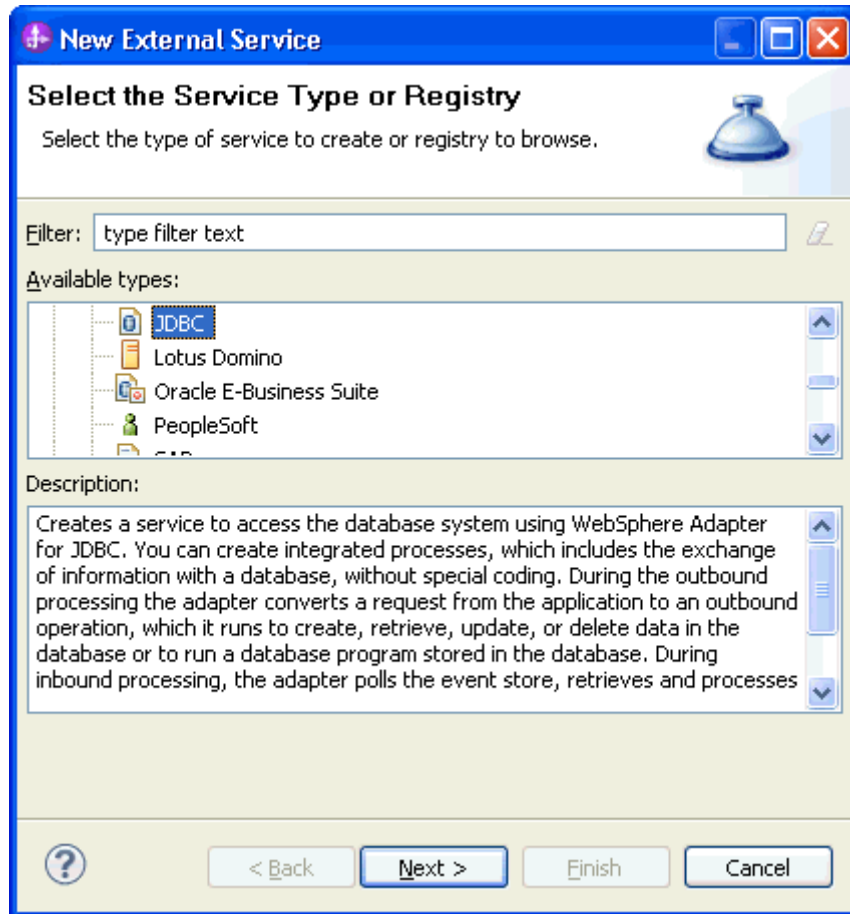 New External Service
Select the Service Type or Registry
Select the type of service to create or registry to browse.
Filter: type filter text
Available types:
JDBC
Lotus Domino
Oracle E-Business Suite
PeopleSoft
Description:
Creates a service to access the database system using WebSphere Adapter
for JDBC. You can create integrated processes, which includes the exchange
of information with a database, without special coding. During the outbound
processing the adapter converts a request from the application to an outbound
operation, which it runs to create, retrieve, update, or delete data in the
database or to run a database program stored in the database. During
inbound processing, the adapter polls the event store, retrieves and processes
? < Back Next > Finish Cancel